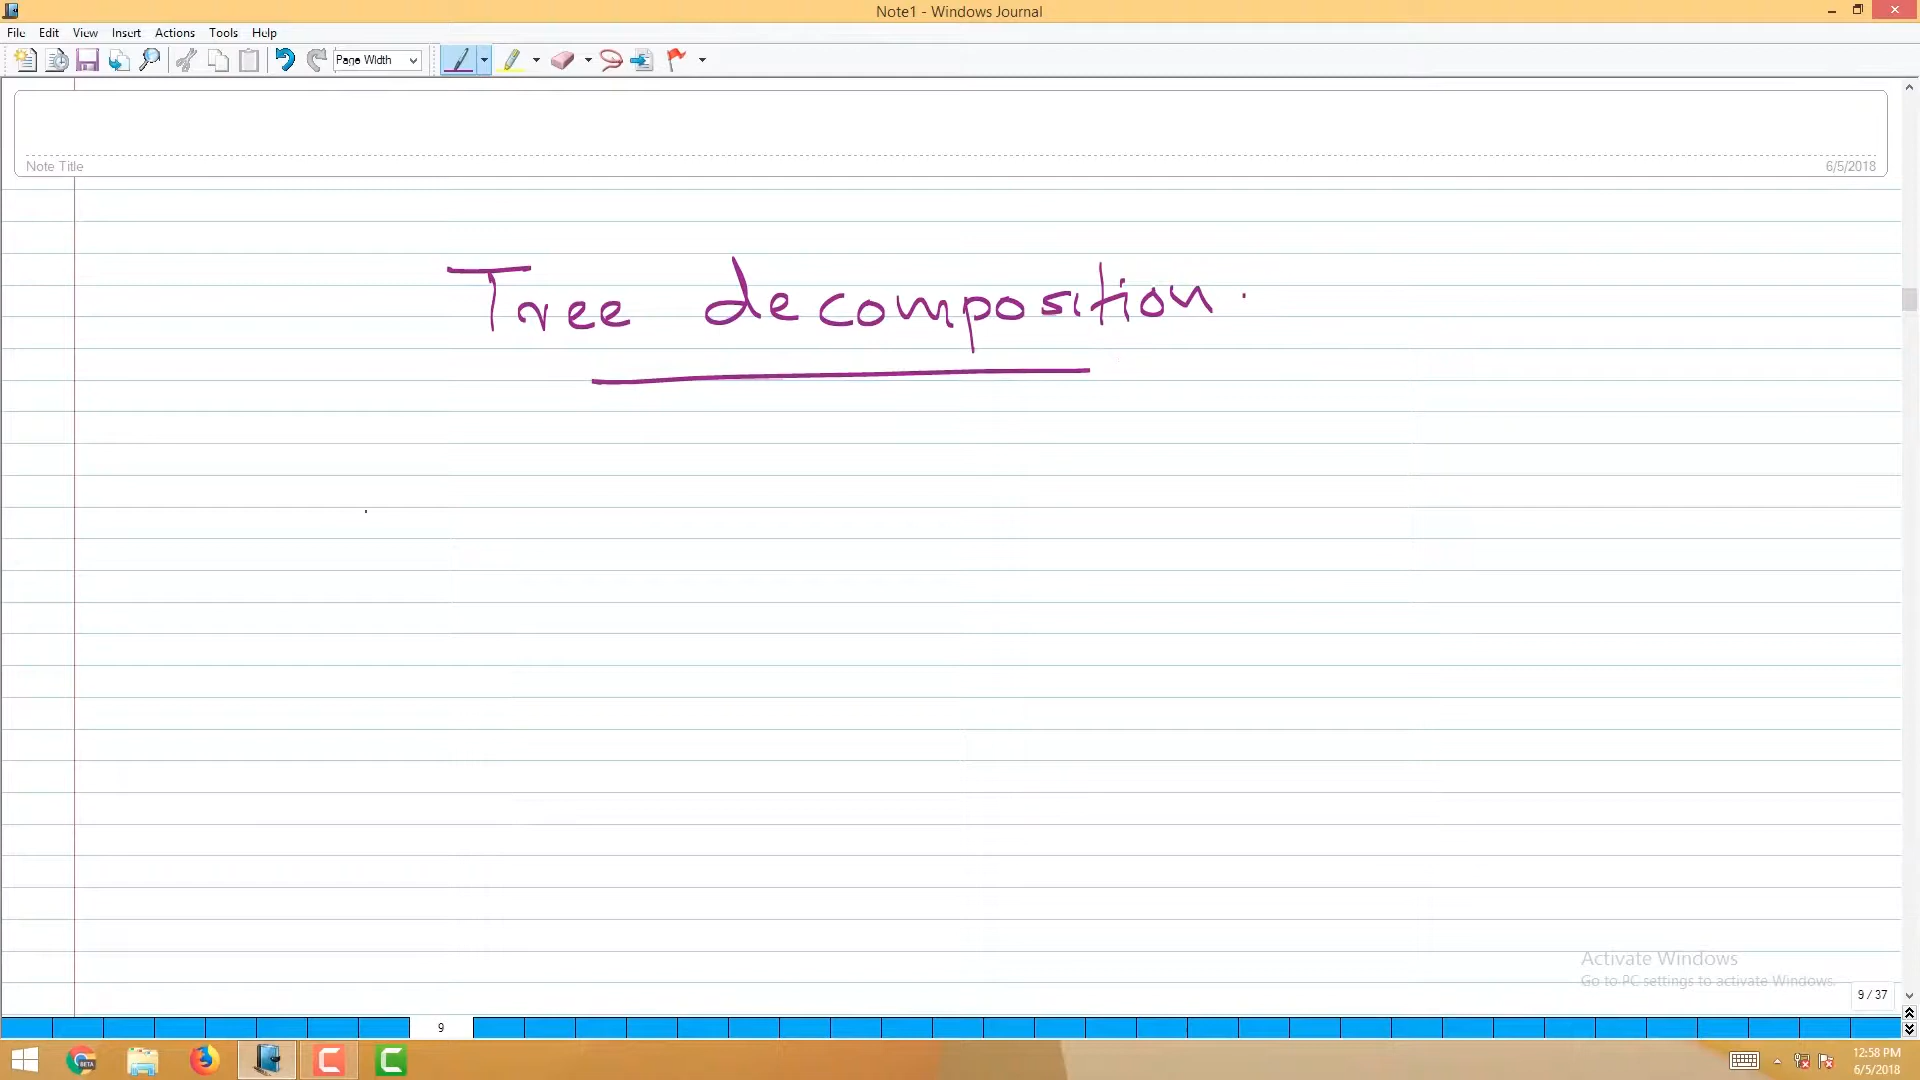 Note1 - Windows Journal
File Edit View Insert Actions Tools Help
Page Width
Note Title
6/5/2018
Tree decomposition.
Activate Windows
Go to PC settings to activate Windows.
9 / 37
9
BETA
12:58 PM
6/5/2018